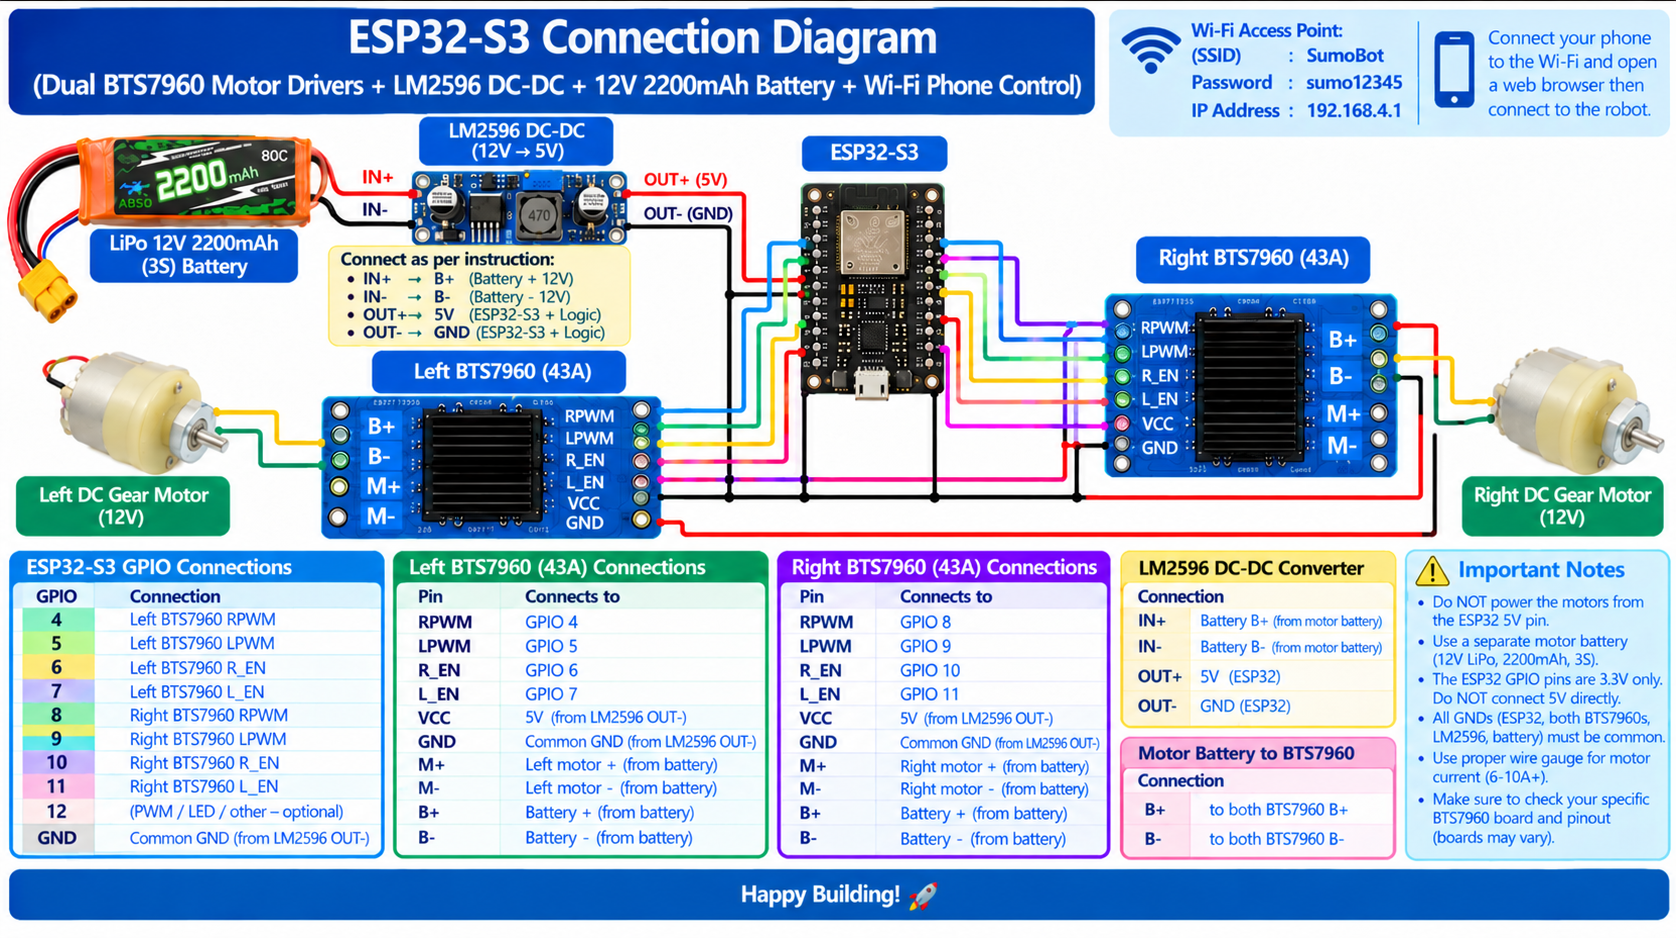 ESP32-S3 Connection Diagram
(Dual BTS7960 Motor Drivers + LM2596 DC-DC + 12V 2200mAh Battery + Wi-Fi Phone Control)
Wi-Fi Access Point:
(SSID) : SumoBot
Password : sumo12345
IP Address : 192.168.4.1
Connect your phone
to the Wi-Fi and open
a web browser then
connect to the robot.
80C
2200mAh
ABSO
LiPo 12V 2200mAh
(3S) Battery
IN+
IN-
LM2596 DC-DC
(12V → 5V)
470
OUT+ (5V)
OUT- (GND)
Connect as per instruction:
• IN+ → B+ (Battery + 12V)
• IN- → B- (Battery - 12V)
• OUT+→ 5V (ESP32-S3 + Logic)
• OUT- → GND (ESP32-S3 + Logic)
ESP32-S3
Right BTS7960 (43A)
RPWM
LPWM
R_EN
L_EN
VCC
GND
B+
B-
M+
M-
Left BTS7960 (43A)
B+
B-
M+
M-
RPWM
LPWM
R_EN
L_EN
VCC
GND
Left DC Gear Motor
(12V)
Right DC Gear Motor
(12V)
ESP32-S3 GPIO Connections
GPIO Connection
4 Left BTS7960 RPWM
5 Left BTS7960 LPWM
6 Left BTS7960 R_EN
7 Left BTS7960 L_EN
8 Right BTS7960 RPWM
9 Right BTS7960 LPWM
10 Right BTS7960 R_EN
11 Right BTS7960 L_EN
12 (PWM / LED / other – optional)
GND Common GND (from LM2596 OUT-)
Left BTS7960 (43A) Connections
Pin Connects to
RPWM GPIO 4
LPWM GPIO 5
R_EN GPIO 6
L_EN GPIO 7
VCC 5V (from LM2596 OUT-)
GND Common GND (from LM2596 OUT-)
M+ Left motor + (from battery)
M- Left motor - (from battery)
B+ Battery + (from battery)
B- Battery - (from battery)
Right BTS7960 (43A) Connections
Pin Connects to
RPWM GPIO 8
LPWM GPIO 9
R_EN GPIO 10
L_EN GPIO 11
VCC 5V (from LM2596 OUT-)
GND Common GND (from LM2596 OUT-)
M+ Right motor + (from battery)
M- Right motor - (from battery)
B+ Battery + (from battery)
B- Battery - (from battery)
LM2596 DC-DC Converter
Connection
IN+ Battery B+ (from motor battery)
IN- Battery B- (from motor battery)
OUT+ 5V (ESP32)
OUT- GND (ESP32)
Motor Battery to BTS7960
Connection
B+ to both BTS7960 B+
B- to both BTS7960 B-
Important Notes
• Do NOT power the motors from
the ESP32 5V pin.
• Use a separate motor battery
(12V LiPo, 2200mAh, 3S).
• The ESP32 GPIO pins are 3.3V only.
Do NOT connect 5V directly.
• All GNDs (ESP32, both BTS7960s,
LM2596, battery) must be common.
• Use proper wire gauge for motor
current (6-10A+).
• Make sure to check your specific
BTS7960 board and pinout
(boards may vary).
Happy Building! 🚀